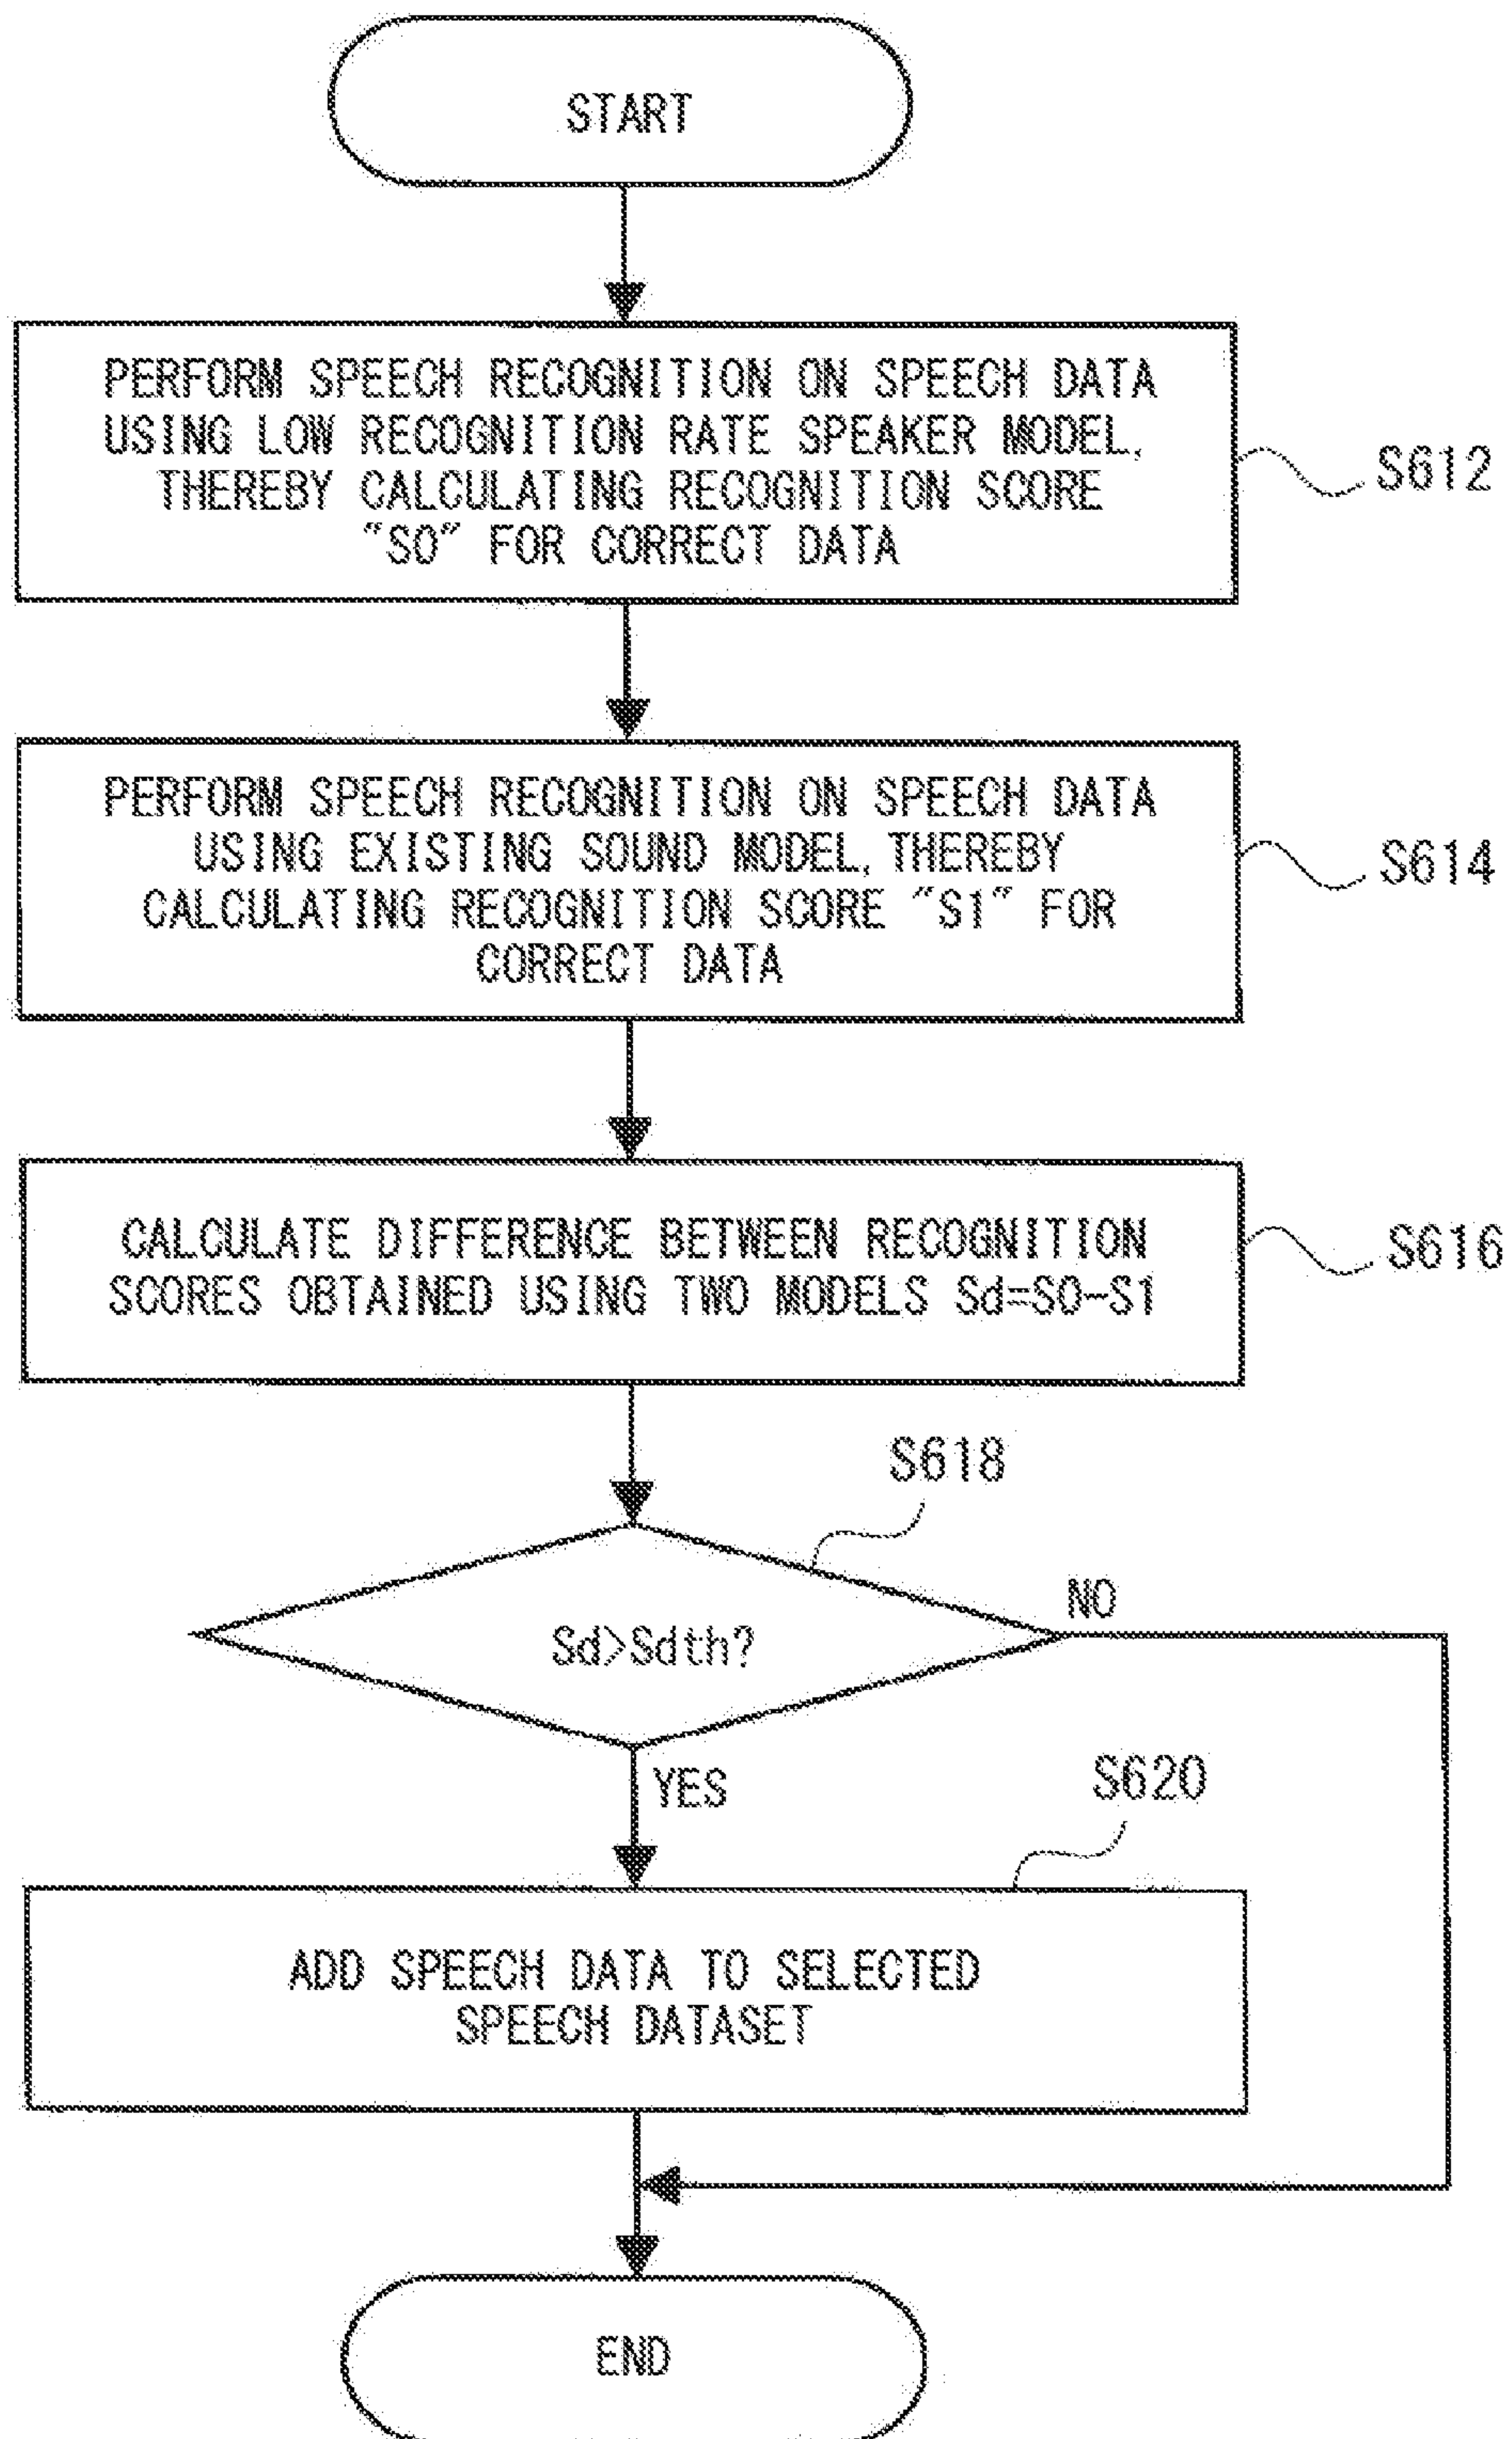 START
PERFORM SPEECH RECOGNITION ON SPEECH DATA
USING LOW RECOGNITION RATE SPEAKER MODEL,
THEREBY CALCULATING RECOGNITION SCORE
"S0" FOR CORRECT DATA
S612
PERFORM SPEECH RECOGNITION ON SPEECH DATA
USING EXISTING SOUND MODEL, THEREBY
CALCULATING RECOGNITION SCORE "S1" FOR
CORRECT DATA
S614
CALCULATE DIFFERENCE BETWEEN RECOGNITION
SCORES OBTAINED USING TWO MODELS Sd=S0-S1
S616
S618
Sd>Sdth?
NO
YES
S620
ADD SPEECH DATA TO SELECTED
SPEECH DATASET
END